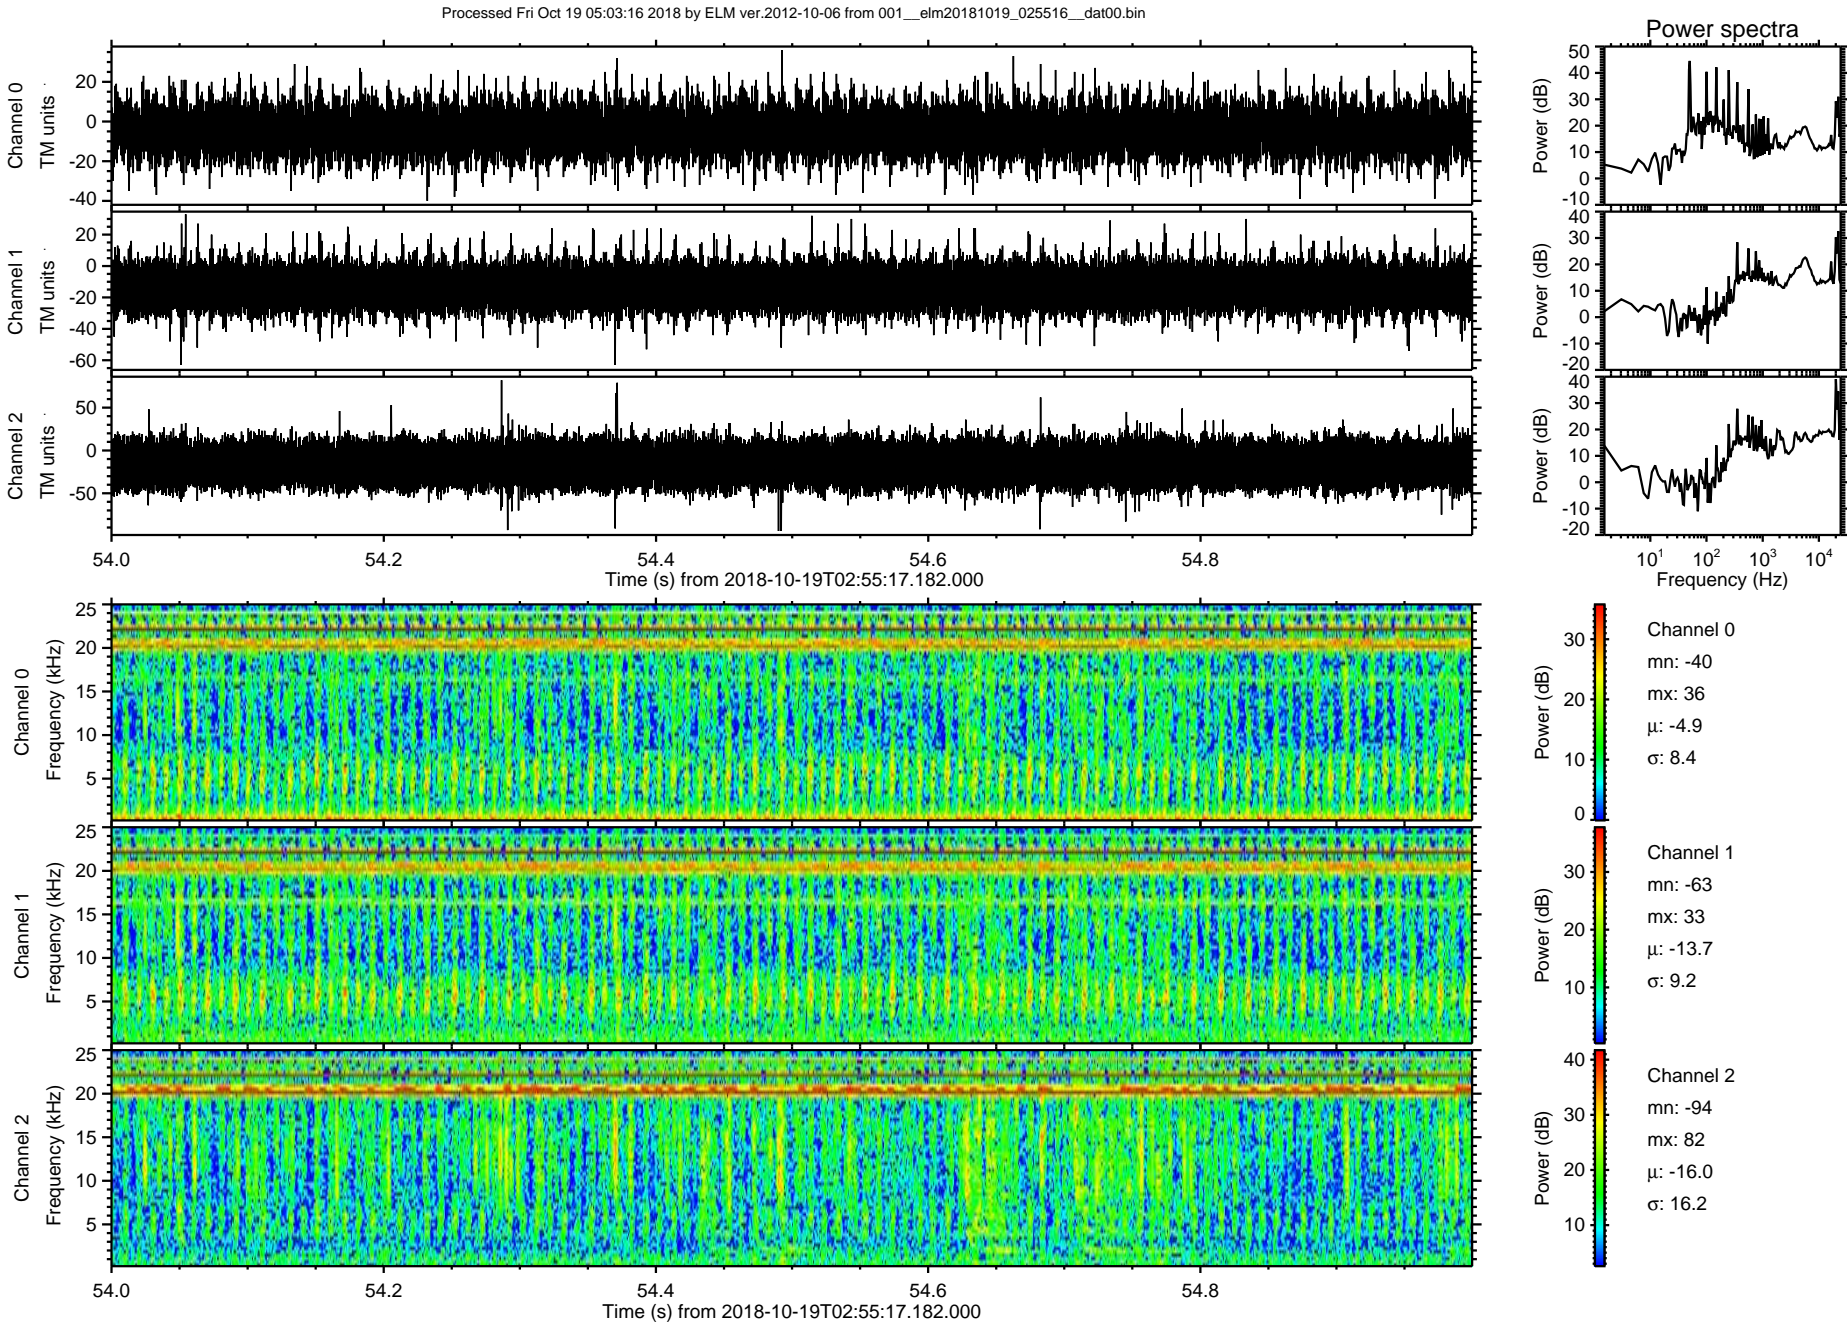 Processed Fri Oct 19 05:03:16 2018 by ELM ver.2012-10-06 from 001__elm20181019_025516__dat00.bin
Power spectra
Channel 0
TM units
20
0
-20
-40
Power (dB)
50
40
30
20
10
0
-10
Channel 1
TM units
20
0
-20
-40
-60
Power (dB)
40
30
20
10
0
-10
-20
Channel 2
TM units
50
0
-50
Power (dB)
40
30
20
10
0
-10
-20
54.0 54.2 54.4 54.6 54.8
Time (s) from 2018-10-19T02:55:17.182.000
10^1 10^2 10^3 10^4
Frequency (Hz)
Channel 0
Frequency (kHz)
25
20
15
10
5
Power (dB)
30
20
10
0
Channel 0
mn: -40
mx: 36
μ: -4.9
σ: 8.4
Channel 1
Frequency (kHz)
25
20
15
10
5
Power (dB)
30
20
10
Channel 1
mn: -63
mx: 33
μ: -13.7
σ: 9.2
Channel 2
Frequency (kHz)
25
20
15
10
5
Power (dB)
40
30
20
10
Channel 2
mn: -94
mx: 82
μ: -16.0
σ: 16.2
54.0 54.2 54.4 54.6 54.8
Time (s) from 2018-10-19T02:55:17.182.000